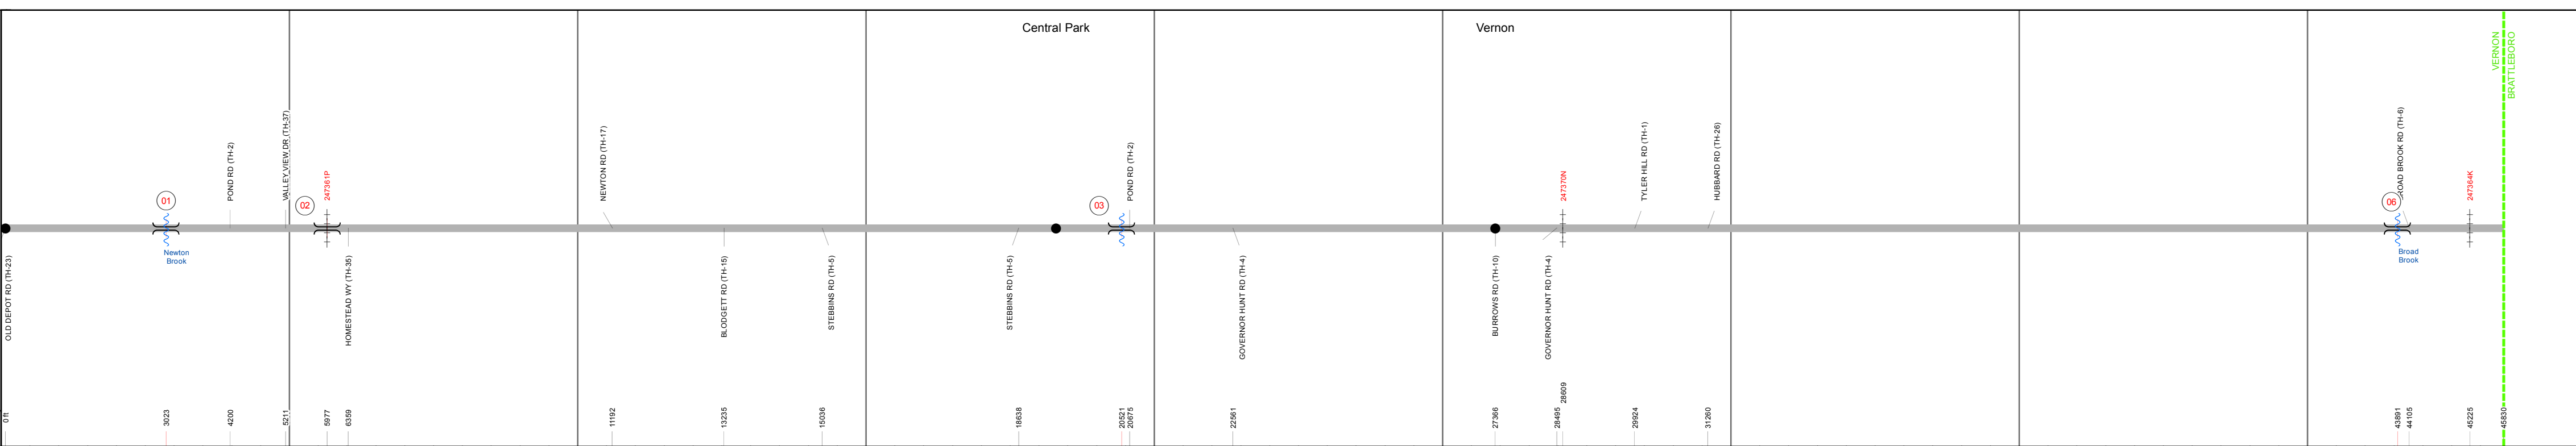 Central Park
Vernon
VERNON
BRATTLEBORO
POND RD (TH-2)
VALLEY VIEW DR (TH-37)
247361P
NEWTON RD (TH-17)
POND RD (TH-2)
247370N
TYLER HILL RD (TH-1)
HUBBARD RD (TH-26)
BROAD BROOK RD (TH-6)
247364K
01
02
03
06
Newton
Brook
Broad
Brook
OLD DEPOT RD (TH-23)
HOMESTEAD WY (TH-35)
BLODGETT RD (TH-15)
STEBBINS RD (TH-5)
STEBBINS RD (TH-5)
GOVERNOR HUNT RD (TH-4)
BURROWS RD (TH-10)
GOVERNOR HUNT RD (TH-4)
0 ft
3023
4200
5211
5977
6359
11192
13235
15036
18638
20521
20675
22561
27366
28495
28609
29924
31260
43891
44105
45225
45830